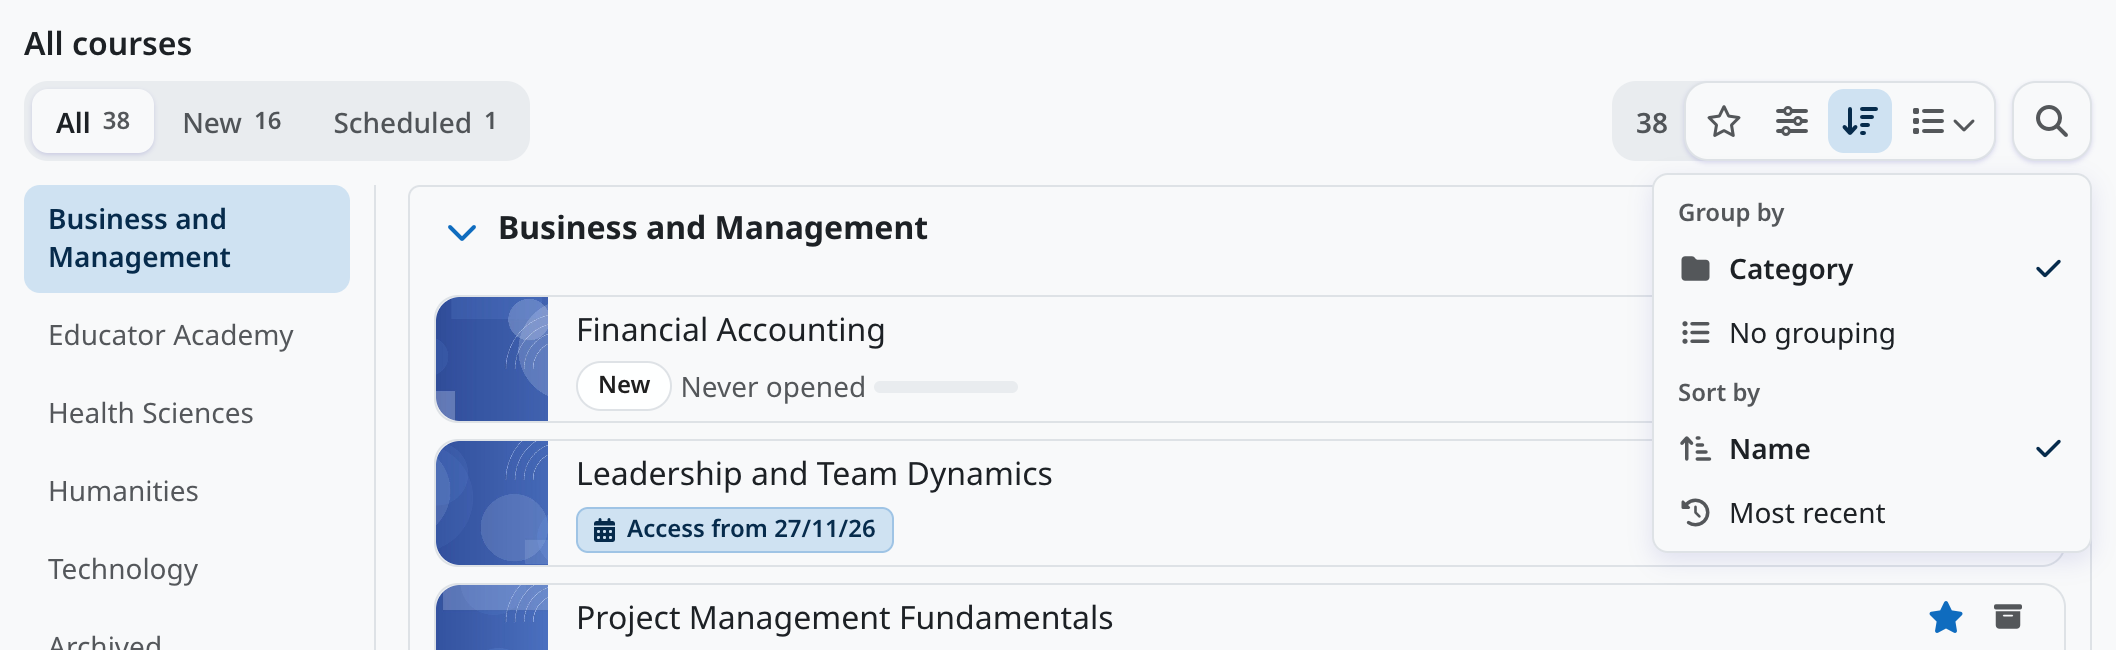 All courses
All 38
New 16
Scheduled 1
38
Business and
Management
Educator Academy
Health Sciences
Humanities
Technology
Archived
Business and Management
Financial Accounting
New
Never opened
Leadership and Team Dynamics
Access from 27/11/26
Project Management Fundamentals
Group by
Category
No grouping
Sort by
Name
Most recent